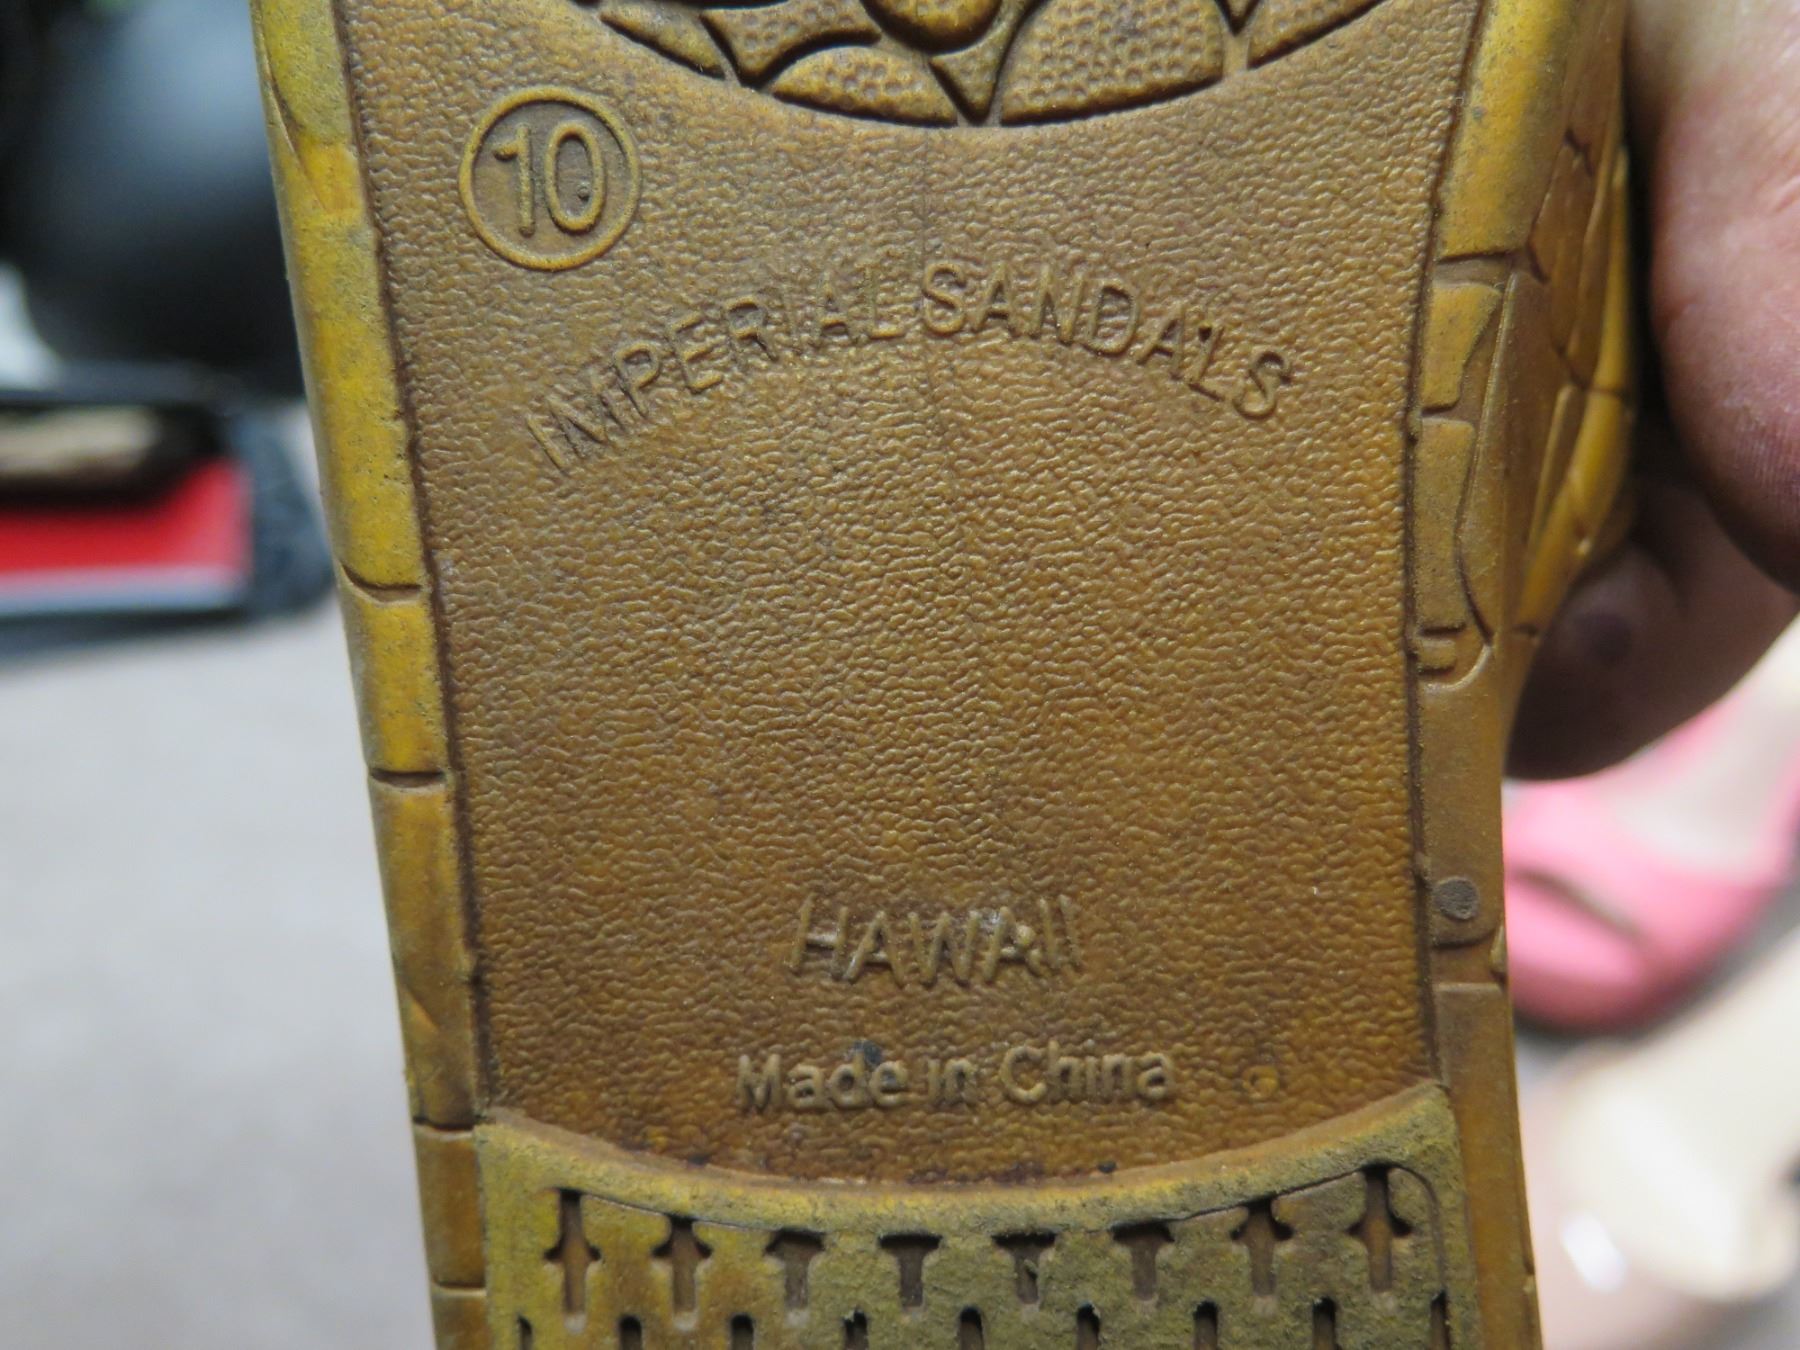 10
IMPERIAL SANDALS
HAWAII
Made in China